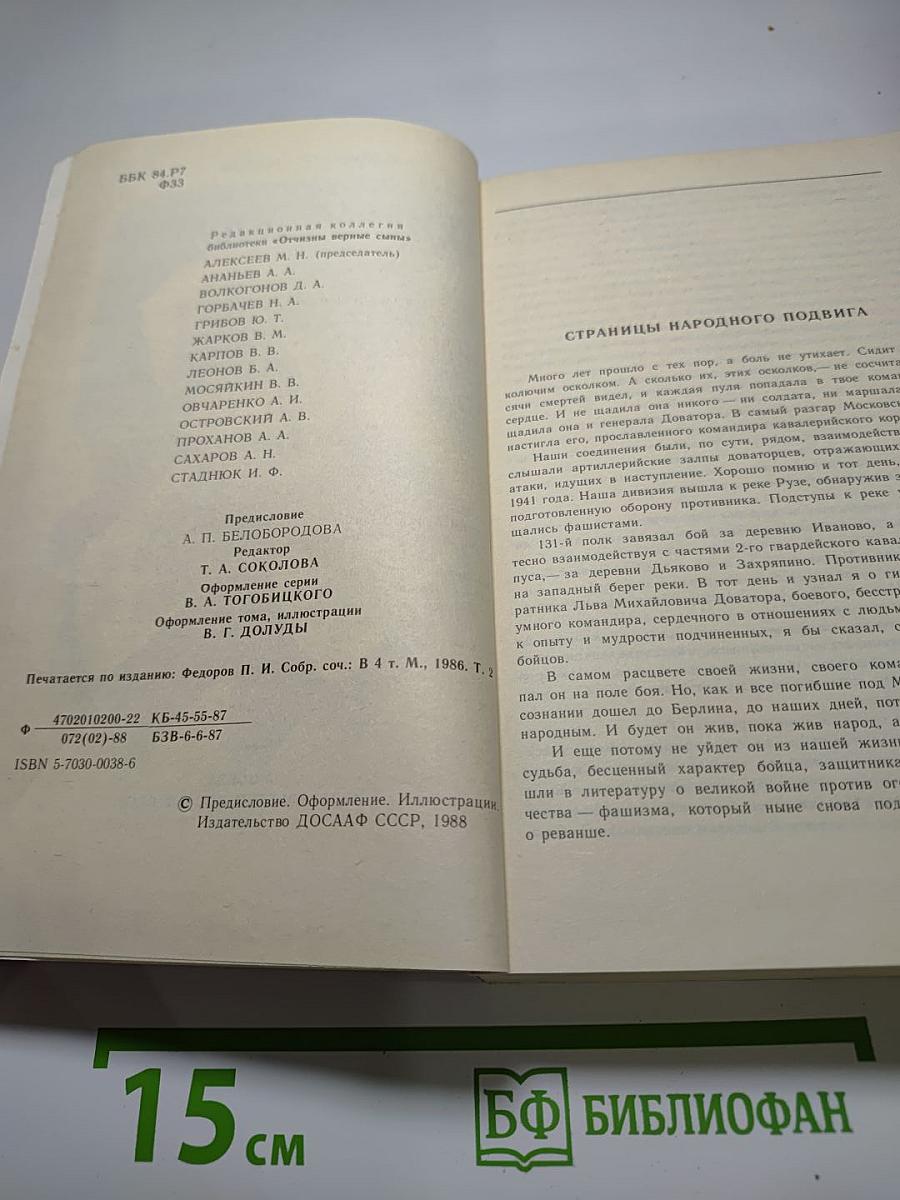 ББК 84.Р7
Ф33
Редакционная коллегия
библиотеки «Отчизны верные сыны»
АЛЕКСЕЕВ М. Н. (председатель)
АНАНЬЕВ А. А.
ВОЛКОГОНОВ Д. А.
ГОРБАЧЕВ Н. А.
ГРИБОВ Ю. Т.
ЖАРКОВ В. М.
КАРПОВ В. В.
ЛЕОНОВ Б. А.
МОСЯЙКИН В. В.
ОВЧАРЕНКО А. И.
ОСТРОВСКИЙ А. В.
ПРОХАНОВ А. А.
САХАРОВ А. Н.
СТАДНЮК И. Ф.
Предисловие
А. П. БЕЛОБОРОДОВА
Редактор
Т. А. СОКОЛОВА
Оформление серии
В. А. ТОГОБИЦКОГО
Оформление тома, иллюстрации
В. Г. ДОЛУДЫ
Печатается по изданию: Федоров П. И. Собр. соч.: В 4 т. М., 1986. Т. 2
Ф 4702010200-22 КБ-45-55-87
072(02)-88 БЗВ-6-6-87
ISBN 5-7030-0038-6
© Предисловие. Оформление. Иллюстрации.
Издательство ДОСААФ СССР, 1988
СТРАНИЦЫ НАРОДНОГО ПОДВИГА
Много лет прошло с тех пор, а боль не утихает. Сидит
колючим осколком. А сколько их, этих осколков,— не сосчита
сячи смертей видел, и каждая пуля попадала в твое кома
сердце. И не щадила она никого — ни солдата, ни маршала
щадила она и генерала Доватора. В самый разгар Московс
настигла его, прославленного командира кавалерийского кор
Наши соединения были, по сути, рядом, взаимодейств
слышали артиллерийские залпы доваторцев, отражающих
атаки, идущих в наступление. Хорошо помню и тот день,
1941 года. Наша дивизия вышла к реке Рузе, обнаружив з
подготовленную оборону противника. Подступы к реке
щались фашистами.
131-й полк завязал бой за деревню Иваново, а
тесно взаимодействуя с частями 2-го гвардейского кава
пуса,— за деревни Дьяково и Захряпино. Противник
на западный берег реки. В тот день и узнал я о ги
ратника Льва Михайловича Доватора, боевого, бесстр
умного командира, сердечного в отношениях с людьм
к опыту и мудрости подчиненных, я бы сказал, с
бойцов.
В самом расцвете своей жизни, своего кома
пал он на поле боя. Но, как и все погибшие под М
сознании дошел до Берлина, до наших дней, пот
народным. И будет он жив, пока жив народ, а
И еще потому не уйдет он из нашей жизн
судьба, бесценный характер бойца, защитника
шли в литературу о великой войне против ог
чества — фашизма, который ныне снова под
о реванше.
15 см
БФ БИБЛИОФАН